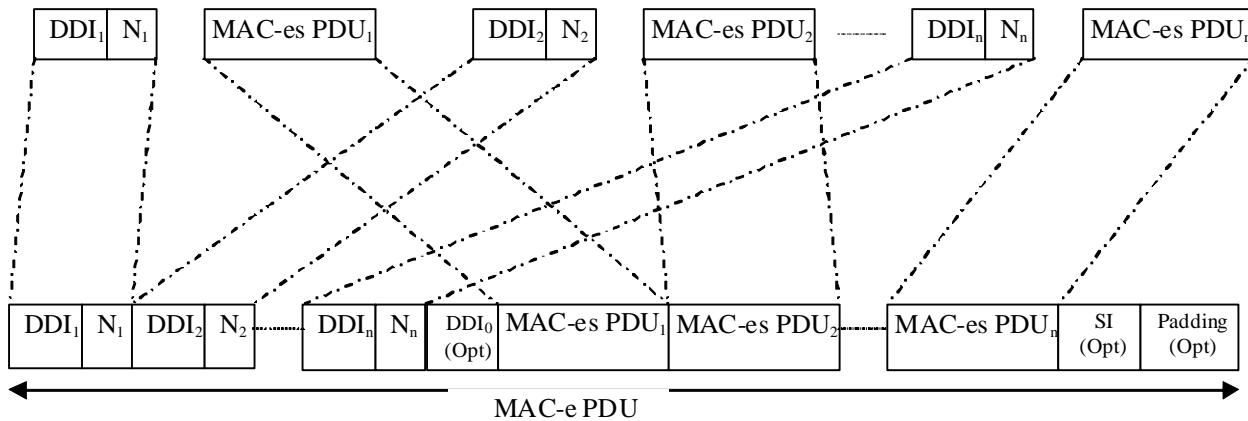 DDI₁ N₁ MAC-es PDU₁ DDI₂ N₂ MAC-es PDU₂ DDIₙ Nₙ MAC-es PDUₙ
DDI₁ N₁ DDI₂ N₂ DDIₙ Nₙ DDI₀ (Opt) MAC-es PDU₁ MAC-es PDU₂ MAC-es PDUₙ SI (Opt) Padding (Opt)
MAC-e PDU